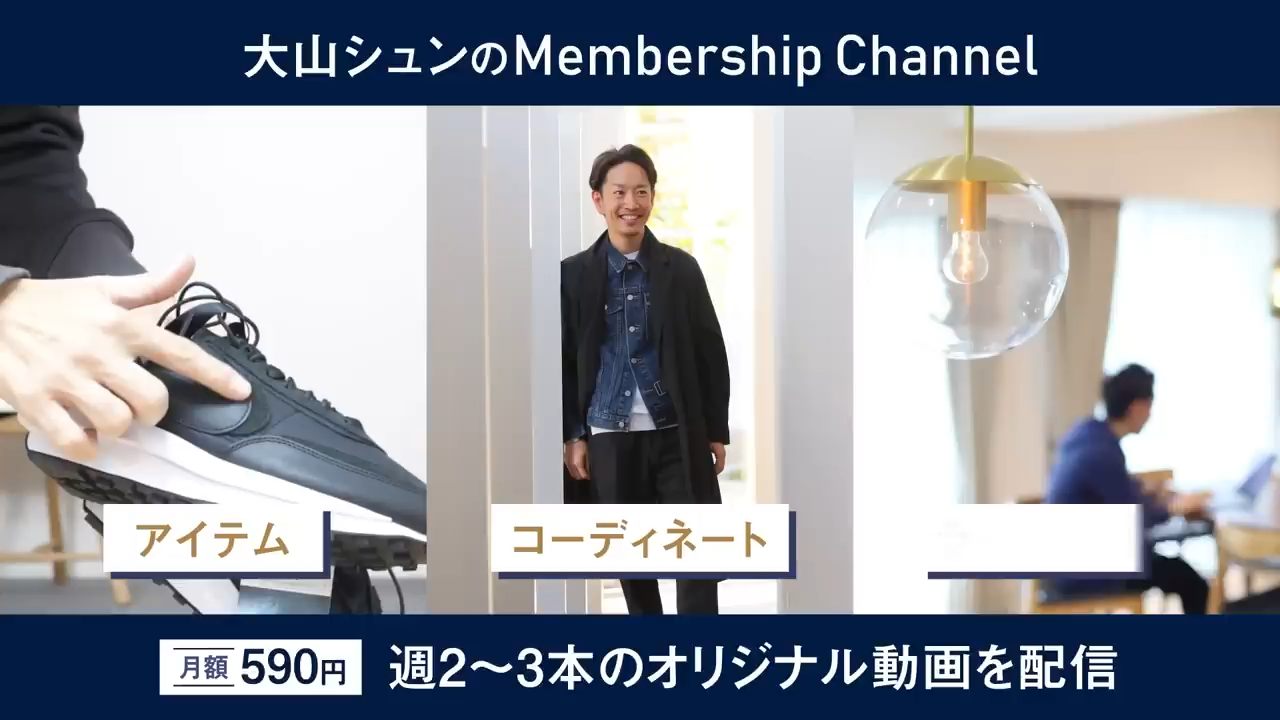 大山シュンのMembership Channel
アイテム
コーディネート
月額 590円
週2〜3本のオリジナル動画を配信